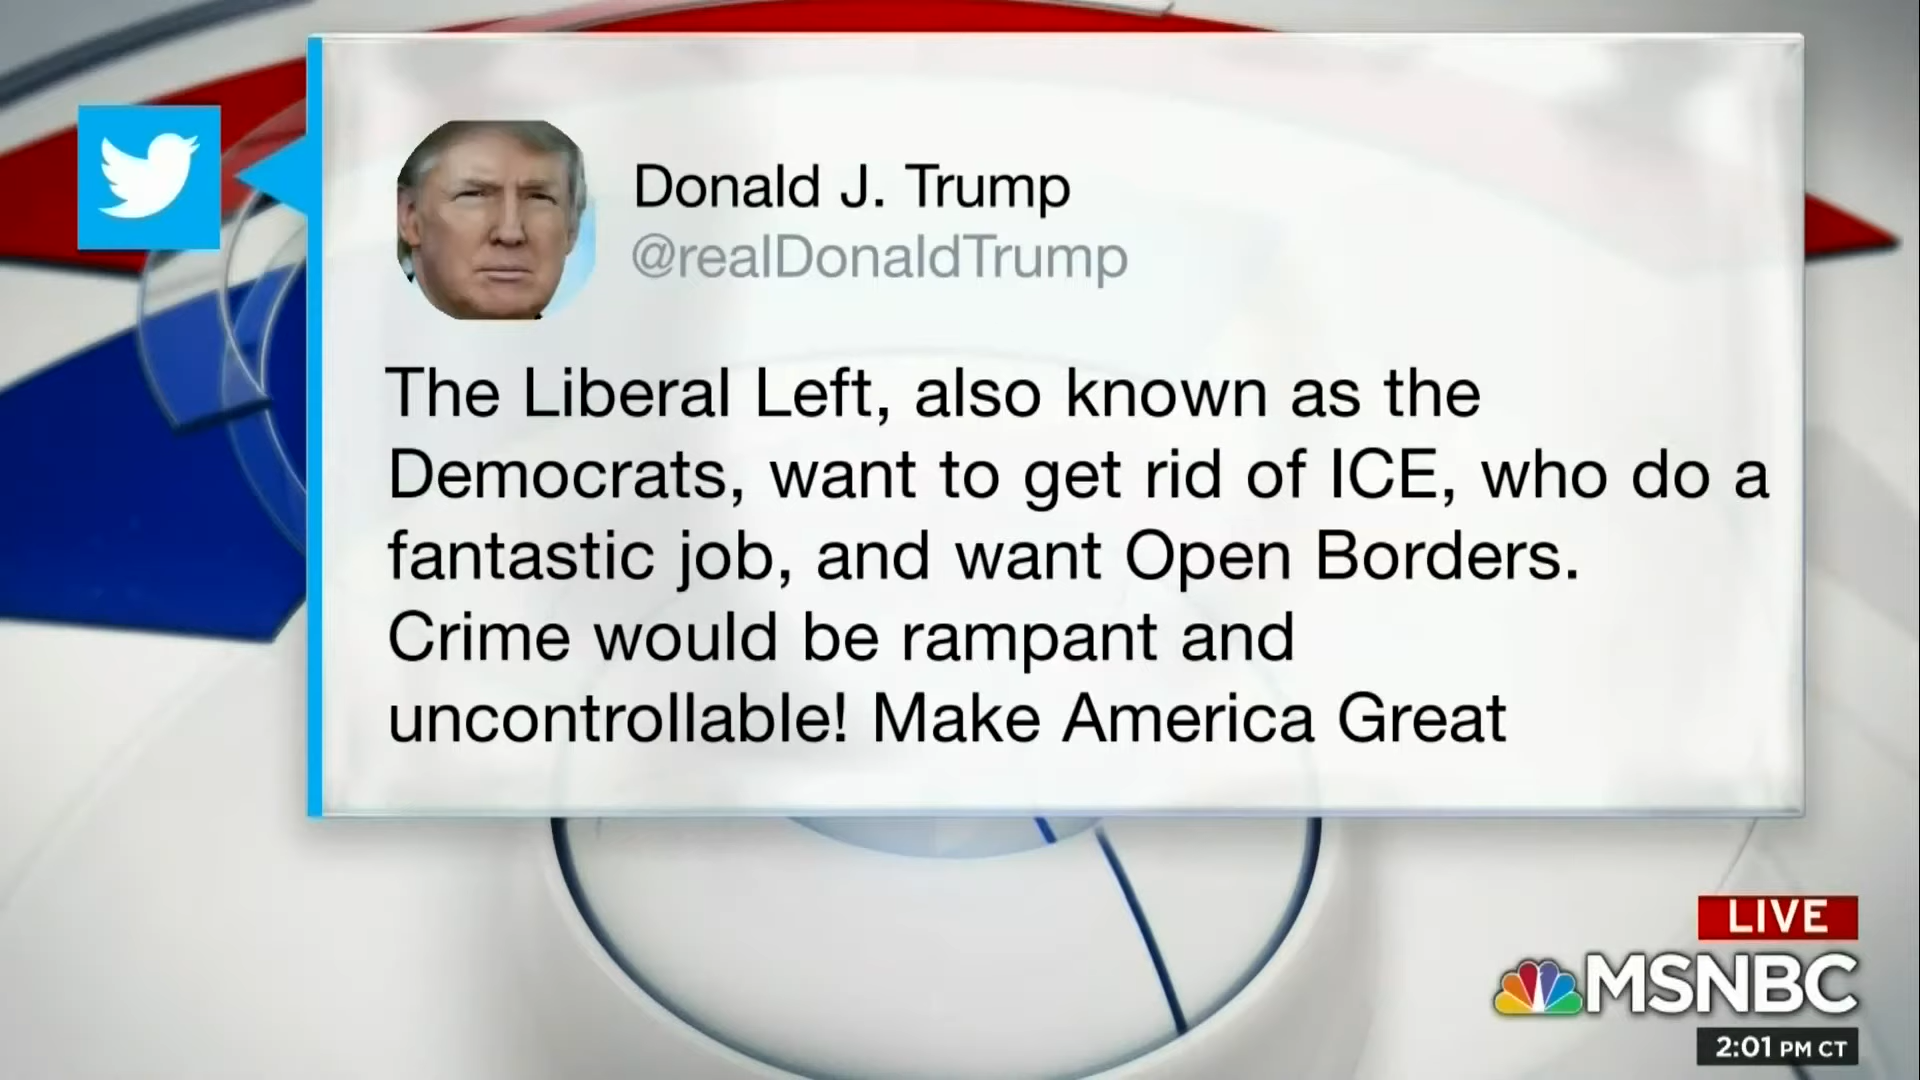 Donald J. Trump
@realDonaldTrump
The Liberal Left, also known as the
Democrats, want to get rid of ICE, who do a
fantastic job, and want Open Borders.
Crime would be rampant and
uncontrollable! Make America Great
LIVE
MSNBC
2:01 PM CT